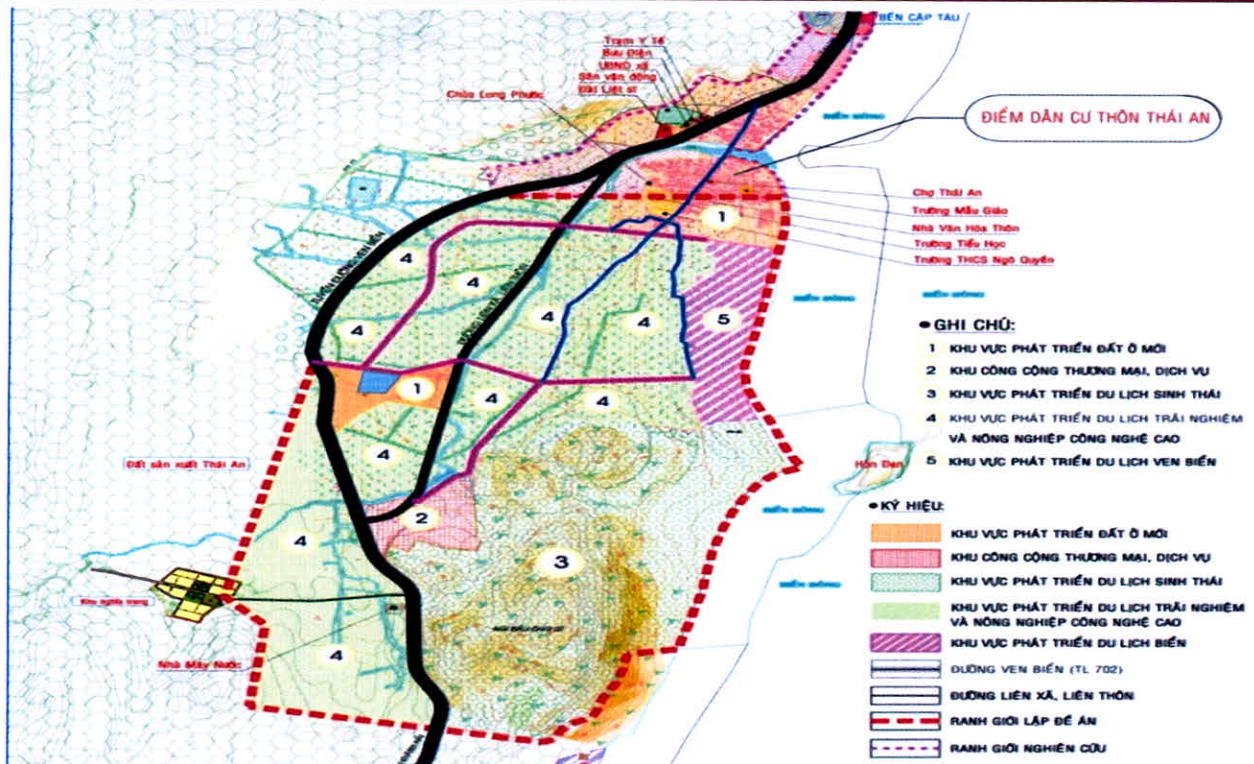 BẾN CẬP TÀU
Trạm Y Tế
Bưu Điện
UBND xã
Sân vận động
Đài Liệt sĩ
Chùa Long Phước
BIỂN ĐÔNG
ĐIỂM DÂN CƯ THÔN THÁI AN
Chợ Thái An
Trường Mẫu Giáo
Nhà Văn Hóa Thôn
Trường Tiểu Học
Trường THCS Ngô Quyền
1
4
4
4
4
4
5
BIỂN ĐÔNG
BIỂN ĐÔNG
1
4
4
4
Đất sản xuất Thái An
Hòn Đen
2
4
3
BIỂN ĐÔNG
BIỂN ĐÔNG
Nhà Máy Nước
4
• GHI CHÚ:
1 KHU VỰC PHÁT TRIỂN ĐẤT Ở MỚI
2 KHU CÔNG CỘNG THƯƠNG MẠI, DỊCH VỤ
3 KHU VỰC PHÁT TRIỂN DU LỊCH SINH THÁI
4 KHU VỰC PHÁT TRIỂN DU LỊCH TRÃI NGHIỆM
VÀ NÔNG NGHIỆP CÔNG NGHỆ CAO
5 KHU VỰC PHÁT TRIỂN DU LỊCH VEN BIỂN
• KÝ HIỆU:
KHU VỰC PHÁT TRIỂN ĐẤT Ở MỚI
KHU CÔNG CỘNG THƯƠNG MẠI, DỊCH VỤ
KHU VỰC PHÁT TRIỂN DU LỊCH SINH THÁI
KHU VỰC PHÁT TRIỂN DU LỊCH TRÃI NGHIỆM
VÀ NÔNG NGHIỆP CÔNG NGHỆ CAO
KHU VỰC PHÁT TRIỂN DU LỊCH BIỂN
ĐƯỜNG VEN BIỂN (TL 702)
ĐƯỜNG LIÊN XÃ, LIÊN THÔN
RANH GIỚI LẬP ĐỀ ÁN
RANH GIỚI NGHIÊN CỨU